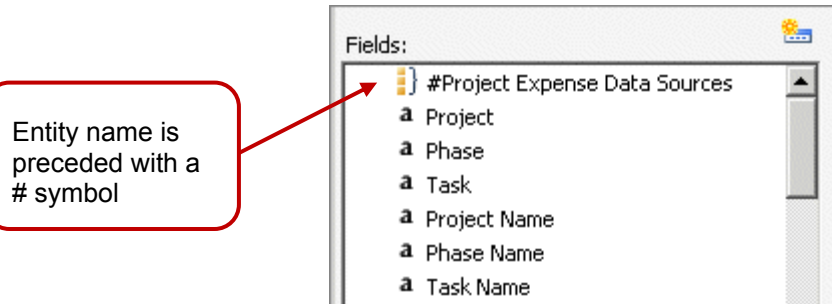 Fields:
#Project Expense Data Sources
a Project
a Phase
a Task
a Project Name
a Phase Name
a Task Name
Entity name is
preceded with a
# symbol